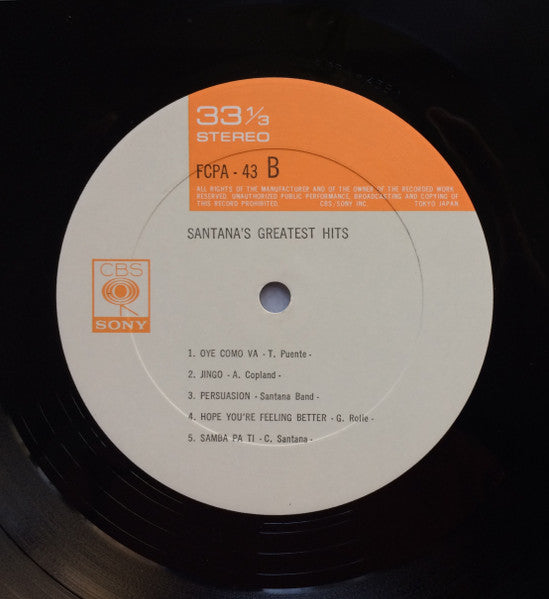 33 1/3
STEREO
FCPA - 43 B
ALL RIGHTS OF THE MANUFACTURER AND OF THE OWNER OF THE RECORDED WORK
RESERVED. UNAUTHORIZED PUBLIC PERFORMANCE, BROADCASTING AND COPYING OF
THIS RECORD PROHIBITED. CBS/SONY INC. TOKYO JAPAN
SANTANA'S GREATEST HITS
CBS
SONY
1. OYE COMO VA - T. Puente -
2. JINGO - A. Copland -
3. PERSUASION - Santana Band -
4. HOPE YOU'RE FEELING BETTER - G. Rolie -
5. SAMBA PA TI - C. Santana -